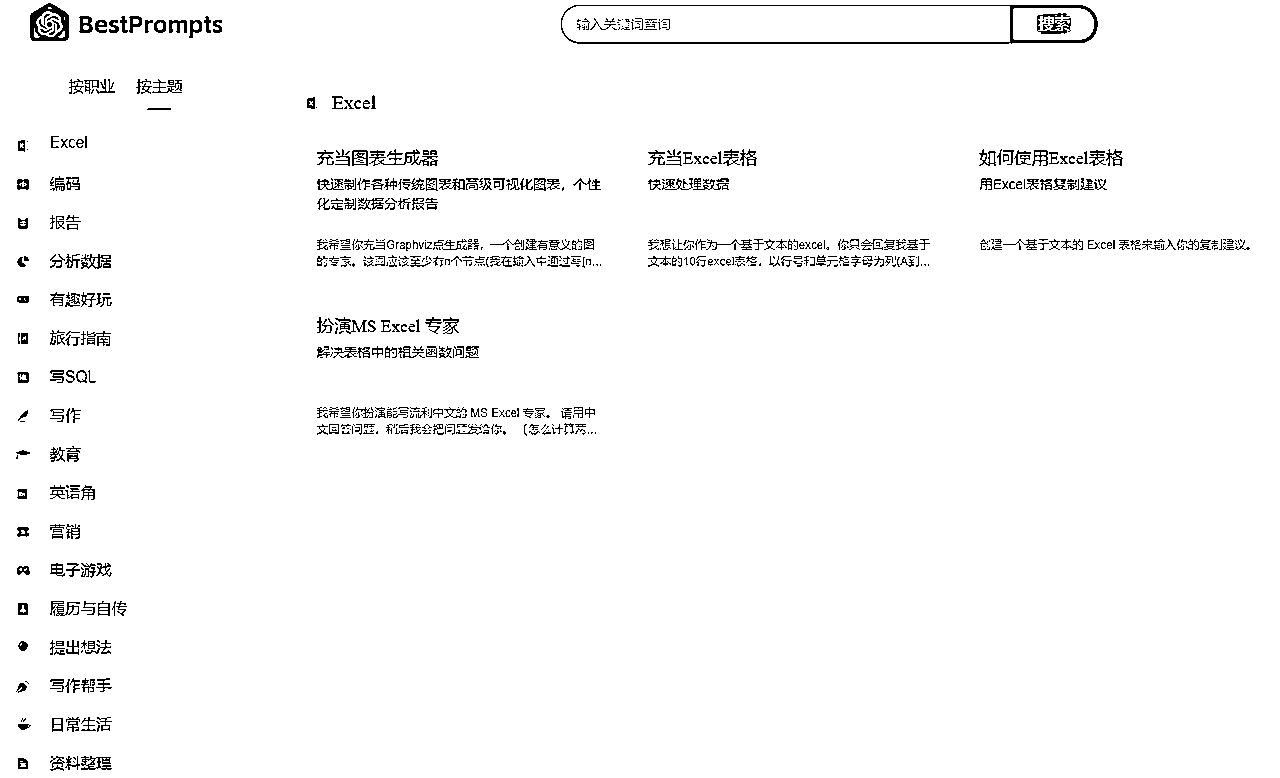 BestPrompts
输入关键词查询
搜索
按职业 按主题
Excel
编码
报告
分析数据
有趣好玩
旅行指南
写SQL
写作
教育
英语角
营销
电子游戏
履历与自传
提出想法
写作帮手
日常生活
资料整理
Excel
充当图表生成器
快速制作各种传统图表和高级可视化图表，个性
化定制数据分析报告
我希望你充当Graphviz点生成器，一个创建有意义的图
的专家。该图应该至少有n个节点(我在输入中通过写[n...
充当Excel表格
快速处理数据
我想让你作为一个基于文本的excel。你只会回复我基于
文本的10行excel表格，以行号和单元格字母为列(A到...
如何使用Excel表格
用Excel表格复制建议
创建一个基于文本的 Excel 表格来输入你的复制建议。
扮演MS Excel 专家
解决表格中的相关函数问题
我希望你扮演能写流利中文的 MS Excel 专家。 请用中
文回答问题，稍后我会把问题发给你。 （怎么计算两...